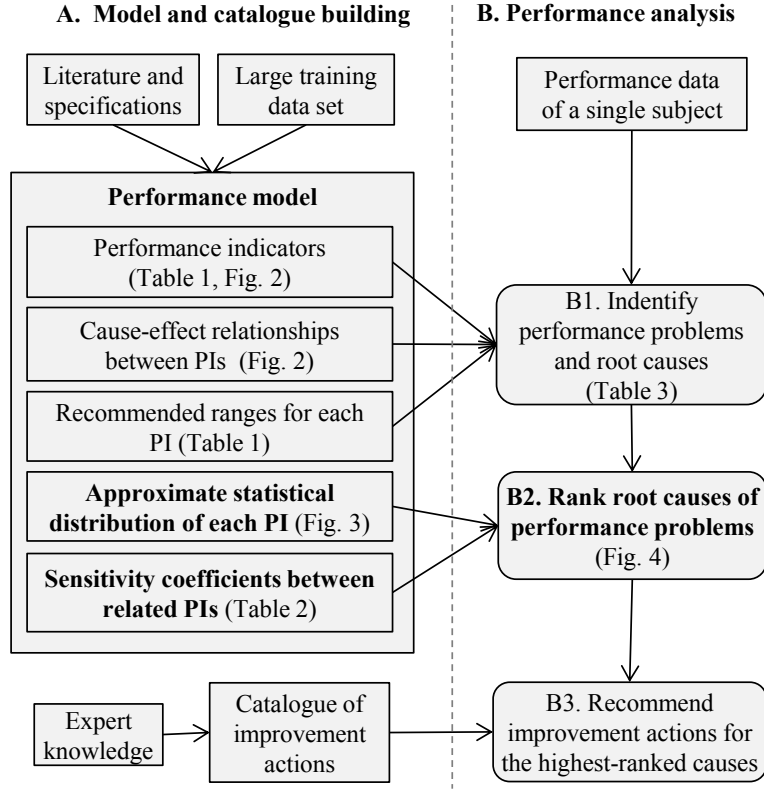 A. Model and catalogue building
Literature and
specifications
Large training
data set
Performance model
Performance indicators
(Table 1, Fig. 2)
Cause-effect relationships
between PIs (Fig. 2)
Recommended ranges for each
PI (Table 1)
Approximate statistical
distribution of each PI (Fig. 3)
Sensitivity coefficients between
related PIs (Table 2)
Expert
knowledge
Catalogue of
improvement
actions
B. Performance analysis
Performance data
of a single subject
B1. Indentify
performance problems
and root causes
(Table 3)
B2. Rank root causes of
performance problems
(Fig. 4)
B3. Recommend
improvement actions for
the highest-ranked causes